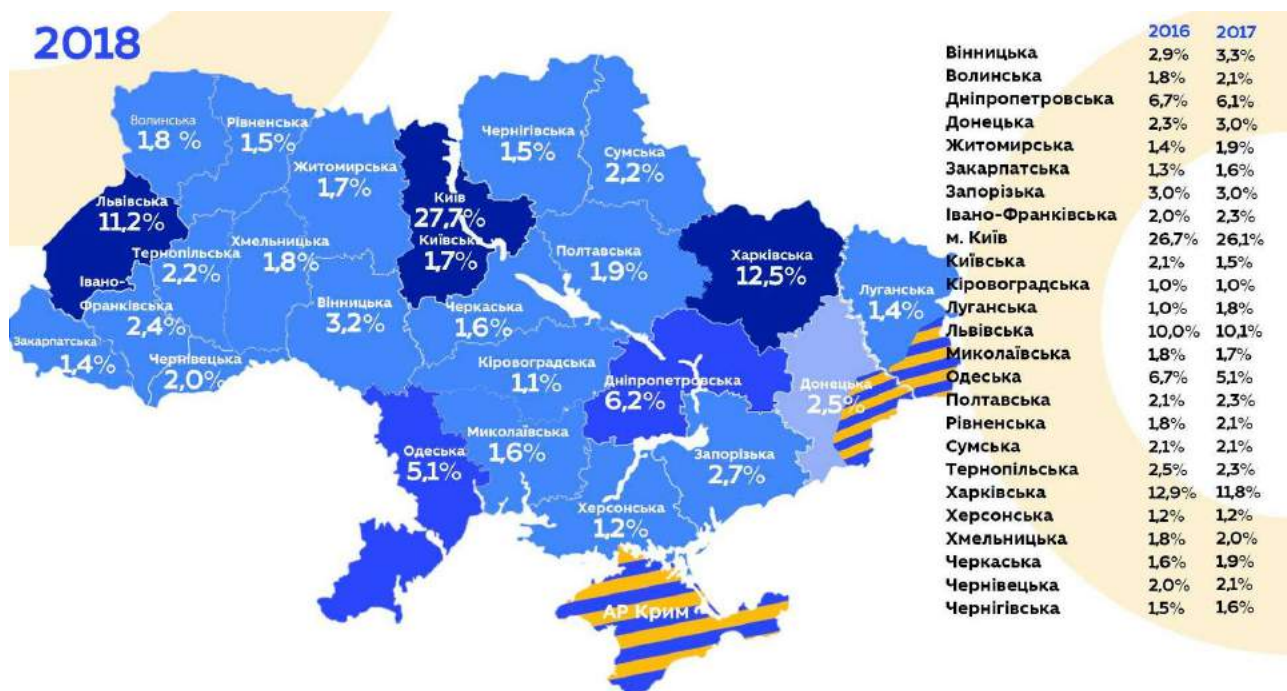 2018
Волинська
1,8 %
Рівненська
1,5%
Житомирська
1,7%
Київ
27,7%
Київська
1,7%
Чернігівська
1,5%
Сумська
2,2%
Львівська
11,2%
Тернопільська
2,2%
Хмельницька
1,8%
Івано-
Франківська
2,4%
Закарпатська
1,4%
Чернівецька
2,0%
Вінницька
3,2%
Черкаська
1,6%
Полтавська
1,9%
Харківська
12,5%
Луганська
1,4%
Кіровоградська
1,1%
Дніпропетровська
6,2%
Донецька
2,5%
Одеська
5,1%
Миколаївська
1,6%
Запорізька
2,7%
Херсонська
1,2%
АР Крим
2016 2017
Вінницька 2,9% 3,3%
Волинська 1,8% 2,1%
Дніпропетровська 6,7% 6,1%
Донецька 2,3% 3,0%
Житомирська 1,4% 1,9%
Закарпатська 1,3% 1,6%
Запорізька 3,0% 3,0%
Івано-Франківська 2,0% 2,3%
м. Київ 26,7% 26,1%
Київська 2,1% 1,5%
Кіровоградська 1,0% 1,0%
Луганська 1,0% 1,8%
Львівська 10,0% 10,1%
Миколаївська 1,8% 1,7%
Одеська 6,7% 5,1%
Полтавська 2,1% 2,3%
Рівненська 1,8% 2,1%
Сумська 2,1% 2,1%
Тернопільська 2,5% 2,3%
Харківська 12,9% 11,8%
Херсонська 1,2% 1,2%
Хмельницька 1,8% 2,0%
Черкаська 1,6% 1,9%
Чернівецька 2,0% 2,1%
Чернігівська 1,5% 1,6%